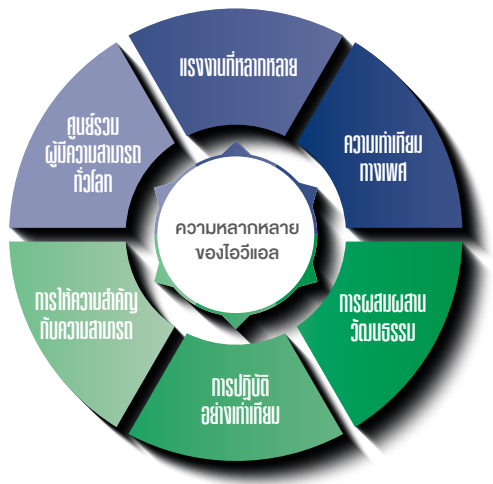 แรงงานที่หลากหลาย
ความเท่าเทียม
ทางเพศ
การผสมผสาน
วัฒนธรรม
การปฏิบัติ
อย่างเท่าเทียม
การให้ความสำคัญ
กับความสามารถ
ศูนย์รวม
ผู้มีความสามารถ
ทั่วโลก
ความหลากหลาย
ของไอวีแอล